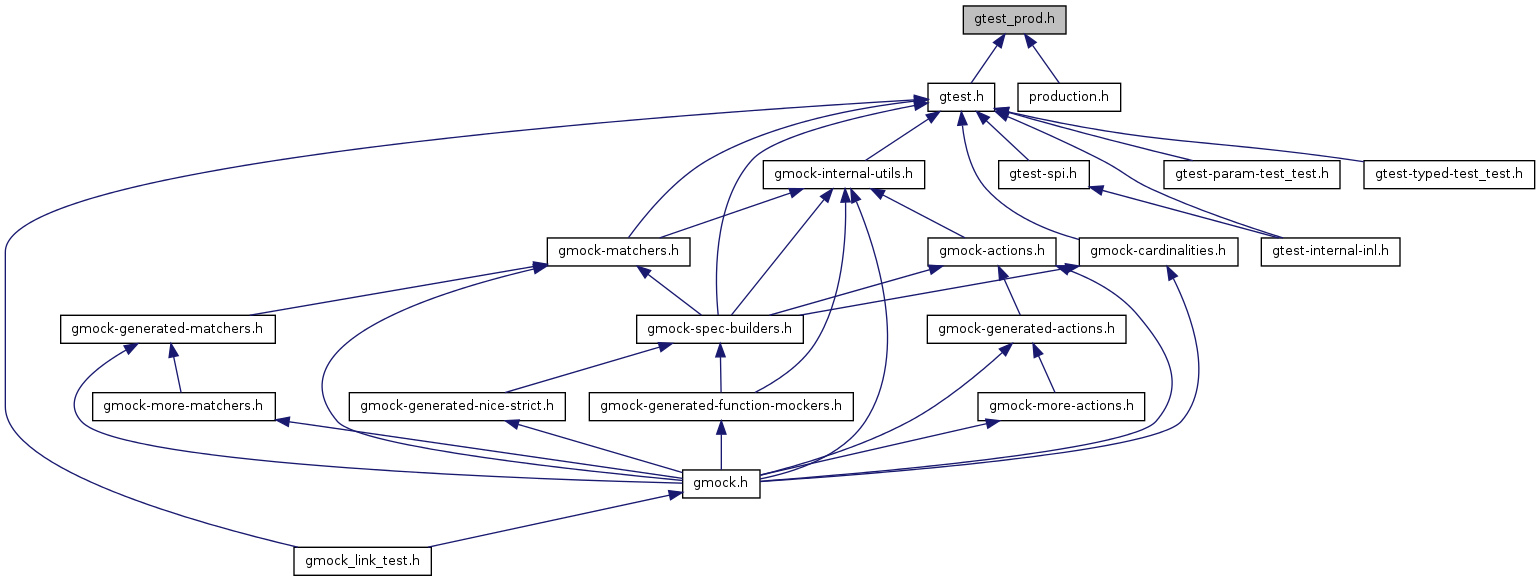 gtest_prod.h
gtest.h
production.h
gmock-internal-utils.h
gtest-spi.h
gtest-param-test_test.h
gtest-typed-test_test.h
gmock-matchers.h
gmock-actions.h
gmock-cardinalities.h
gtest-internal-inl.h
gmock-generated-matchers.h
gmock-spec-builders.h
gmock-generated-actions.h
gmock-more-matchers.h
gmock-generated-nice-strict.h
gmock-generated-function-mockers.h
gmock-more-actions.h
gmock.h
gmock_link_test.h